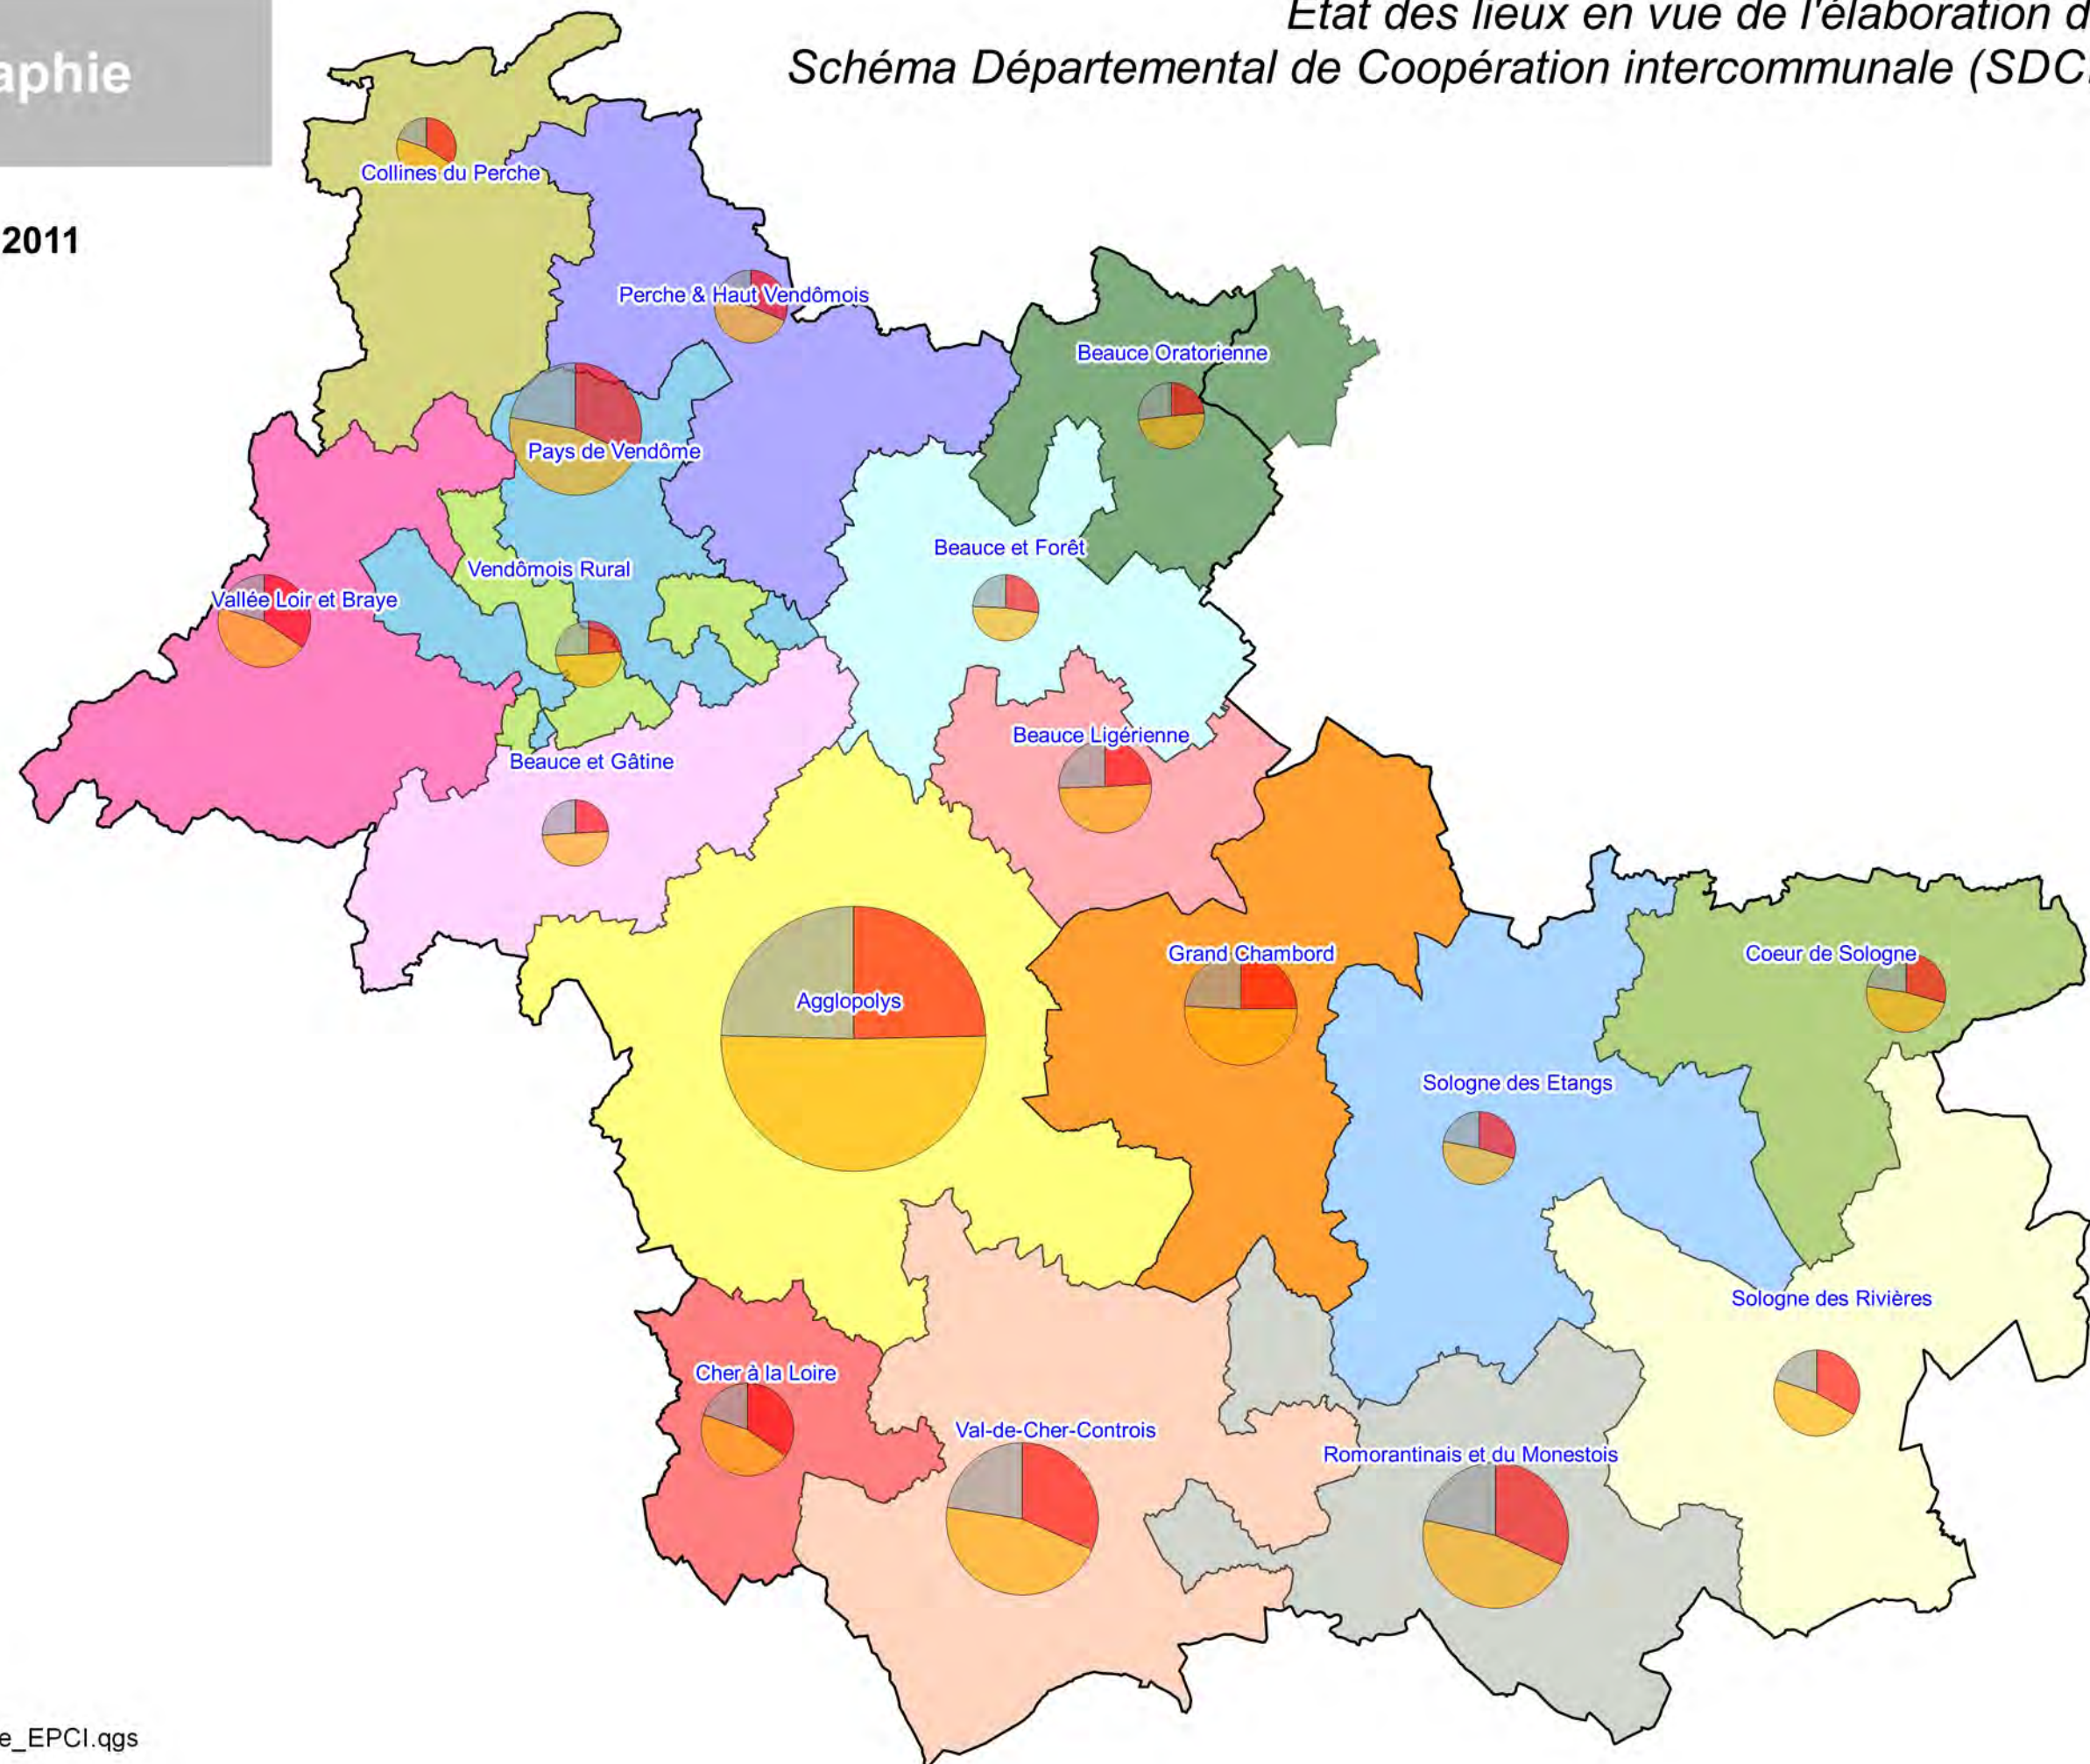 Etat des lieux en vue de l'élaboration d
Schéma Départemental de Coopération intercommunale (SDC
aphie
2011
Collines du Perche
Perche & Haut Vendômois
Beauce Oratorienne
Pays de Vendôme
Beauce et Forêt
Vendômois Rural
Vallée Loir et Braye
Beauce Ligérienne
Beauce et Gâtine
Grand Chambord
Coeur de Sologne
Agglopolys
Sologne des Etangs
Sologne des Rivières
Cher à la Loire
Val-de-Cher-Controis
Romorantinais et du Monestois
e_EPCI.qgs